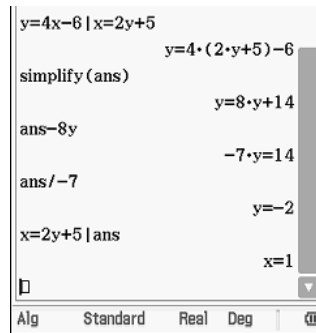 y=4x−6|x=2y+5
y=4·(2·y+5)−6
simplify(ans)
y=8·y+14
ans−8y
−7·y=14
ans/−7
y=−2
x=2y+5|ans
x=1
Alg Standard Real Deg